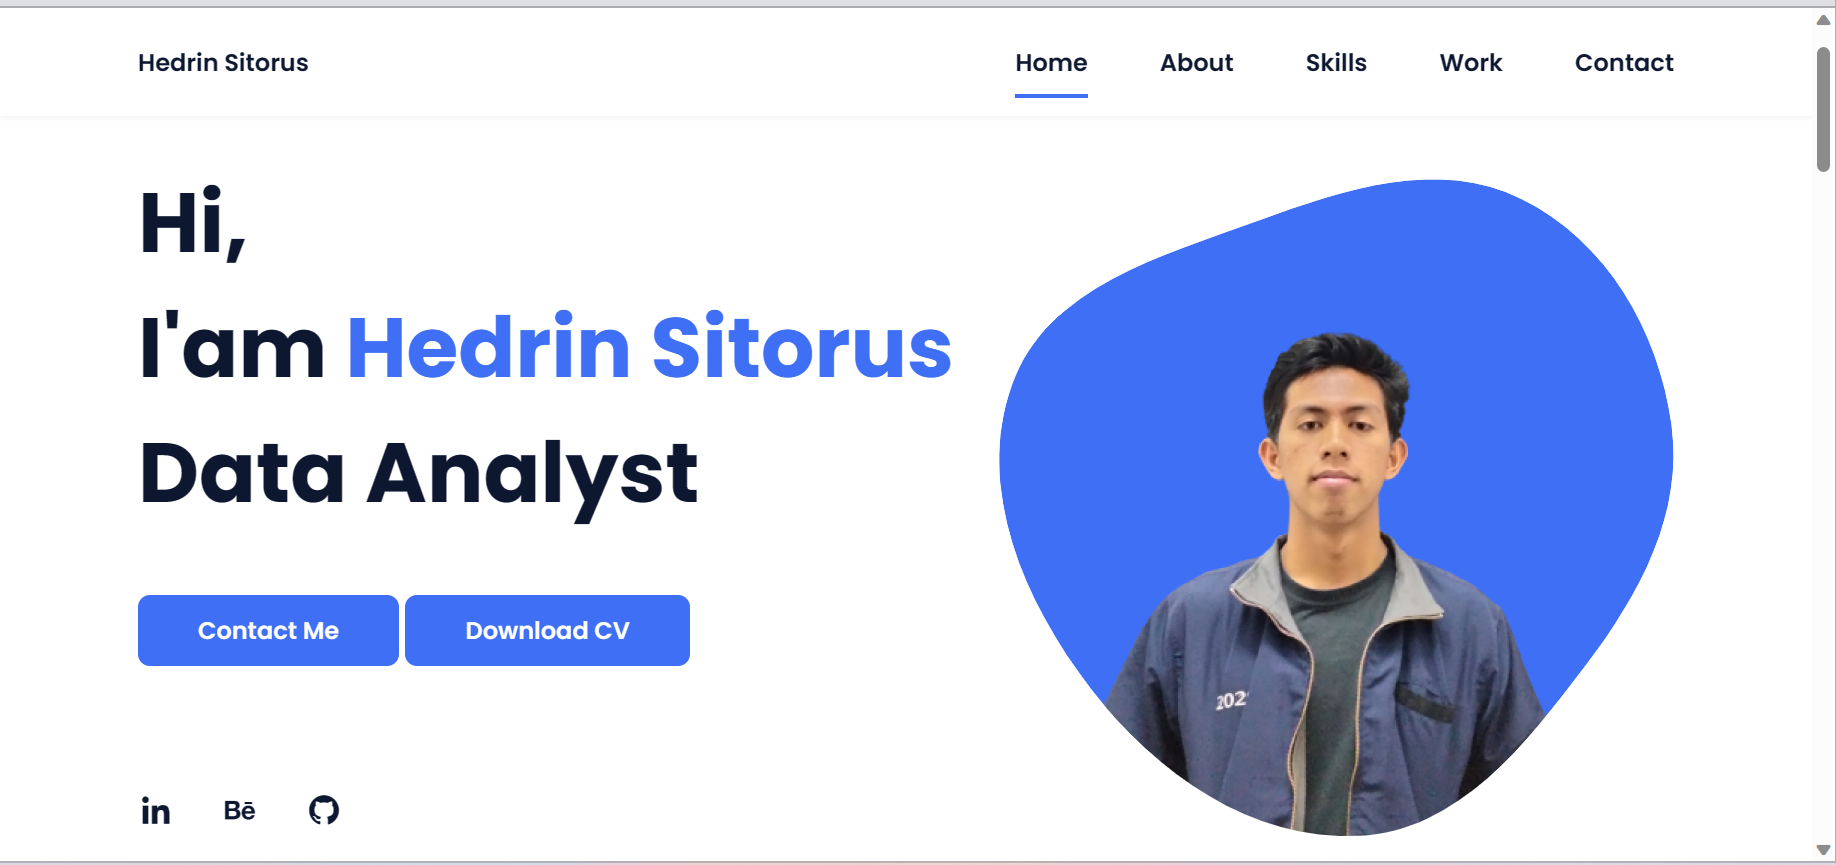 Hedrin Sitorus
Home About Skills Work Contact
Hi,
I'am Hedrin Sitorus
Data Analyst
Contact Me Download CV
202
in Bē